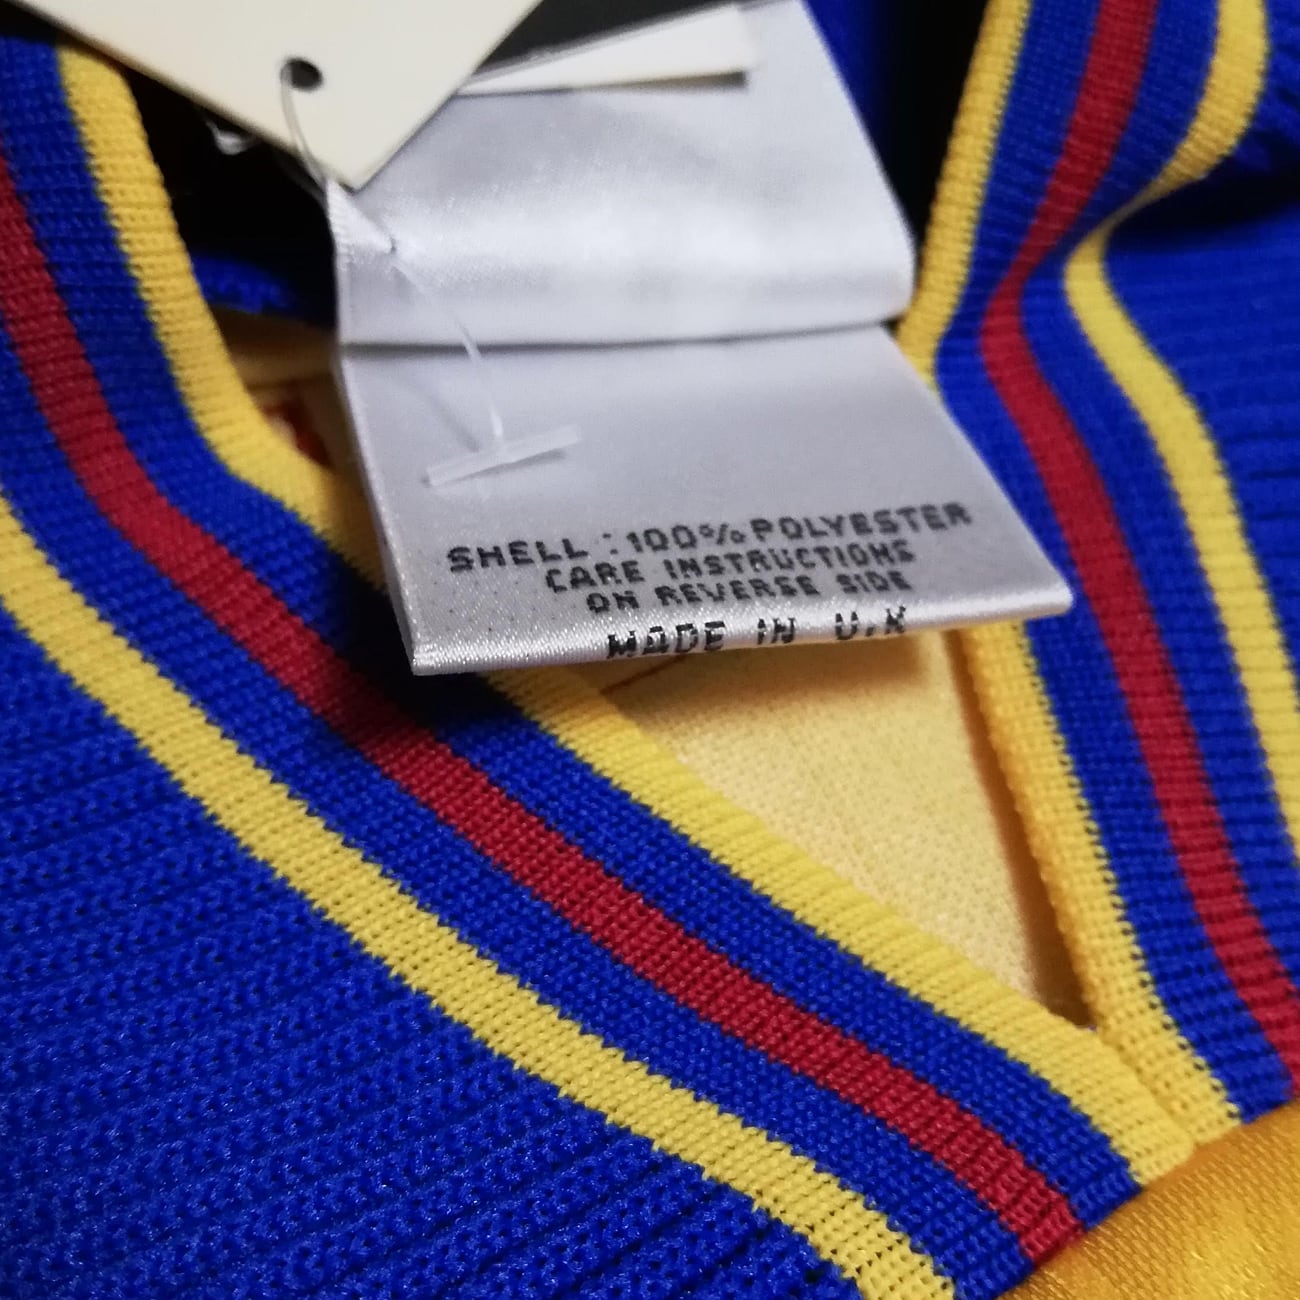 SHELL : 100% POLYESTER
CARE INSTRUCTIONS
ON REVERSE SIDE
MADE IN U.K